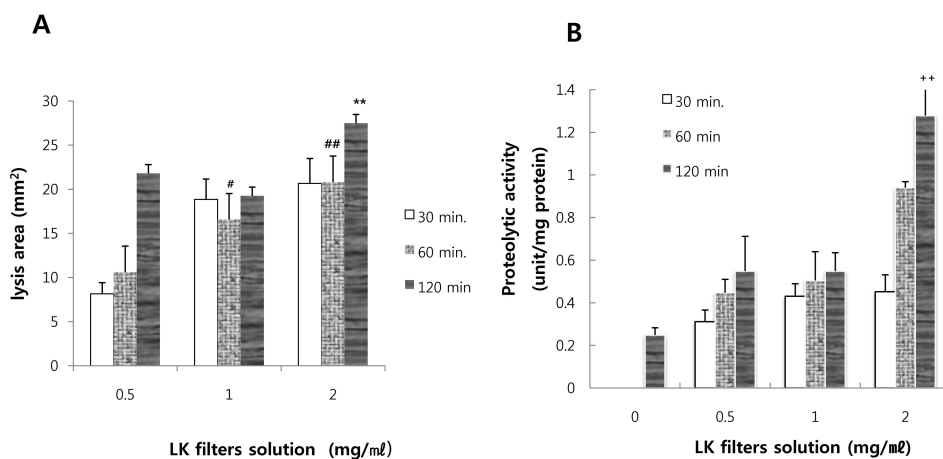 A
lysis area (mm²)
30
25
20
15
10
5
0
#
##
**
30 min.
60 min.
120 min
0.5 1 2
LK filters solution (mg/㎖)
B
Proteolytic activity
(unit/mg protein)
1.4
1.2
1
0.8
0.6
0.4
0.2
0
++
30 min.
60 min
120 min
0 0.5 1 2
LK filters solution (mg/㎖)